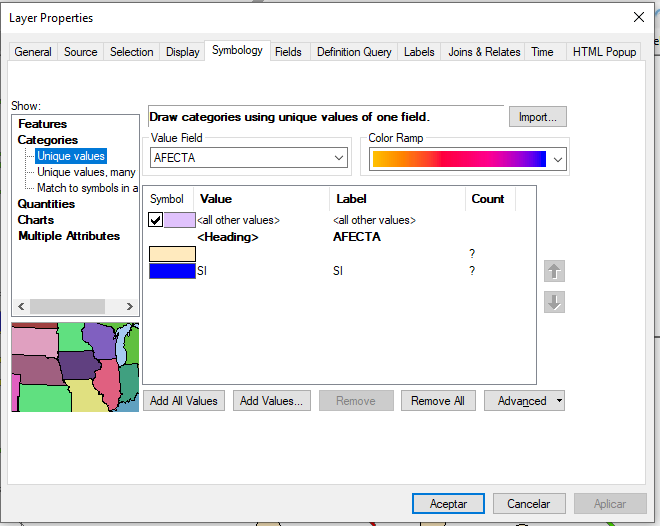 Layer Properties
General Source Selection Display Symbology Fields Definition Query Labels Joins & Relates Time HTML Popup
Show:
Features
Categories
Unique values
Unique values, many
Match to symbols in a
Quantities
Charts
Multiple Attributes
Draw categories using unique values of one field.
Import...
Value Field
AFECTA
Color Ramp
Symbol Value Label Count
<all other values> <all other values>
<Heading> AFECTA
?
SI SI ?
Add All Values Add Values... Remove Remove All Advanced
Aceptar Cancelar Aplicar